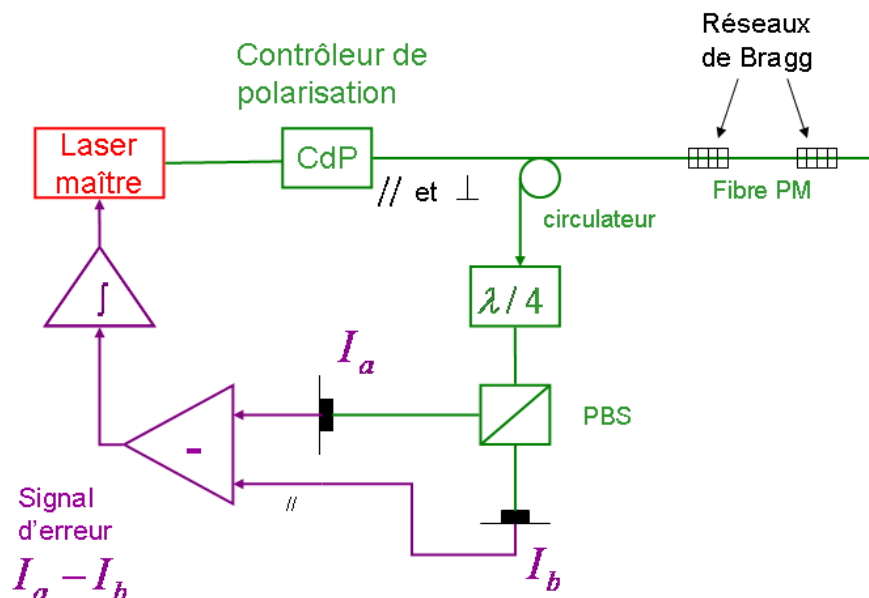 Réseaux
de Bragg
Contrôleur de
polarisation
Laser
maître
CdP
// et ⊥
Fibre PM
circulateur
∫
λ / 4
I_a
PBS
-
//
Signal
d'erreur
I_a − I_b
I_b